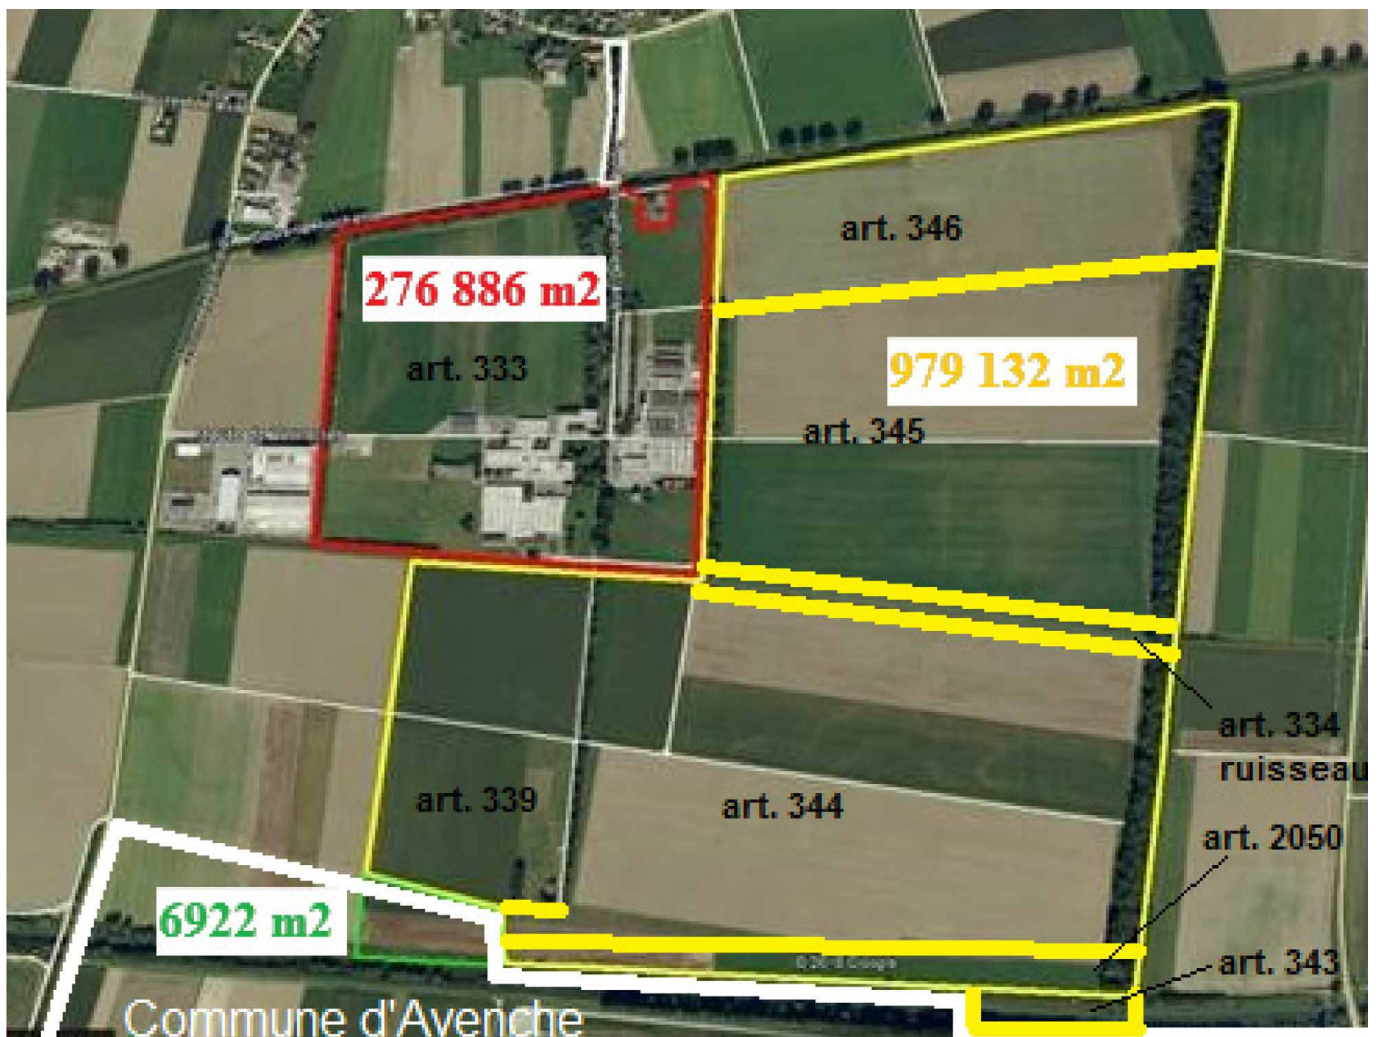 art. 346
276 886 m2
979 132 m2
art. 333
art. 345
art. 334
ruisseau
art. 339
art. 344
art. 2050
6922 m2
art. 343
Commune d'Avenche